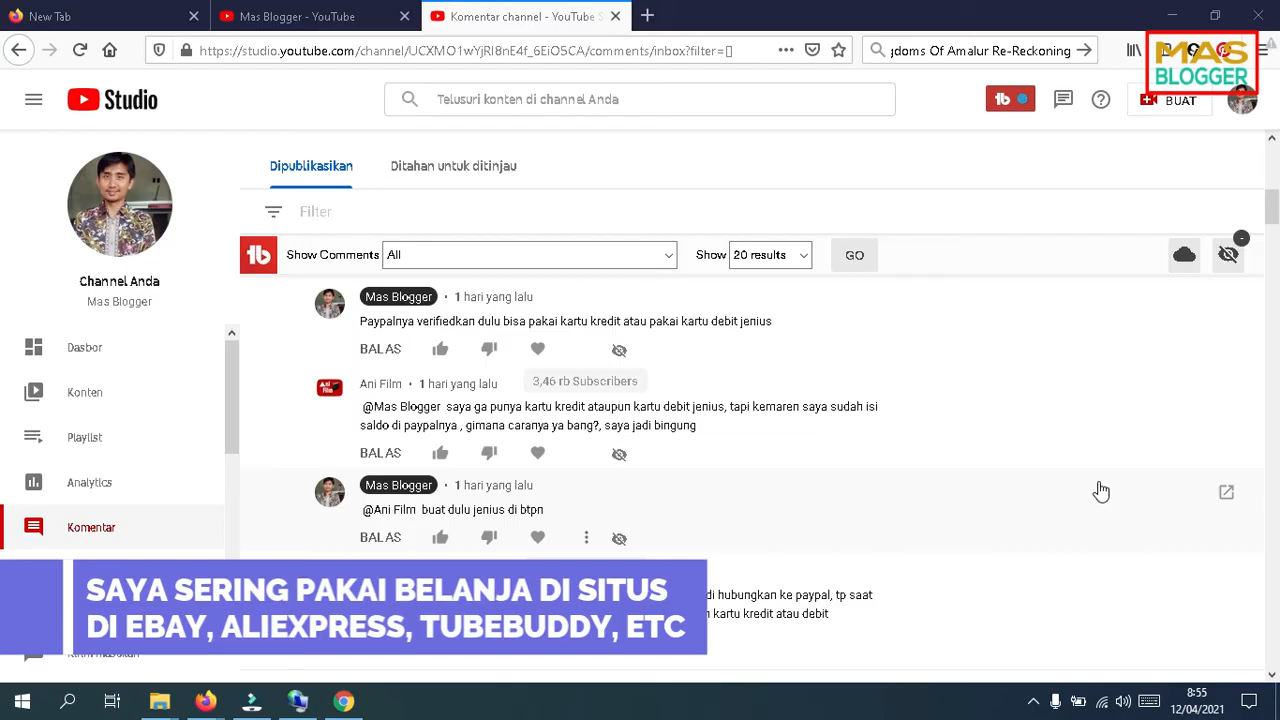 New Tab
Mas Blogger - YouTube
Komentar channel - YouTube S
https://studio.youtube.com/channel/UCXMO1wYjRl8nE4f_6EiO5CA/comments/inbox?filter=[]
gdoms Of Amalur Re-Reckoning
MAS
BLOGGER
Studio
Telusuri konten di channel Anda
BUAT
Dipublikasikan
Ditahan untuk ditinjau
Filter
Show Comments
All
Show
20 results
GO
Channel Anda
Mas Blogger
Dasbor
Konten
Playlist
Analytics
Komentar
Mas Blogger • 1 hari yang lalu
Paypalnya verifiedkan dulu bisa pakai kartu kredit atau pakai kartu debit jenius
BALAS
Ani Film • 1 hari yang lalu
3,46 rb Subscribers
@Mas Blogger saya ga punya kartu kredit ataupun kartu debit jenius, tapi kemaren saya sudah isi
saldo di paypalnya , gimana caranya ya bang?, saya jadi bingung
BALAS
Mas Blogger • 1 hari yang lalu
@Ani Film buat dulu jenius di btpn
BALAS
di hubungkan ke paypal, tp saat
kartu kredit atau debit
SAYA SERING PAKAI BELANJA DI SITUS
DI EBAY, ALIEXPRESS, TUBEBUDDY, ETC
8:55
12/04/2021